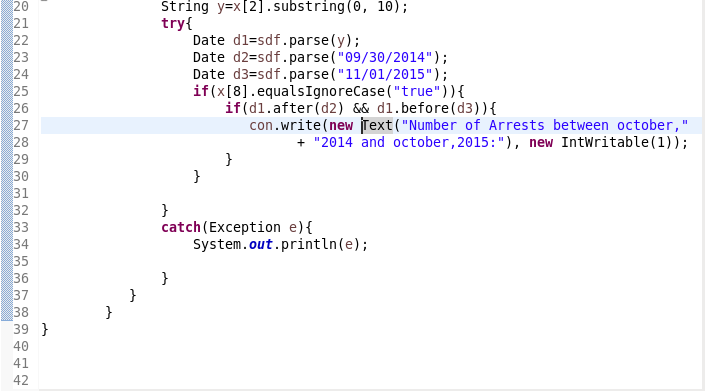 20 String y=x[2].substring(0, 10);
21 try{
22 Date d1=sdf.parse(y);
23 Date d2=sdf.parse("09/30/2014");
24 Date d3=sdf.parse("11/01/2015");
25 if(x[8].equalsIgnoreCase("true")){
26 if(d1.after(d2) && d1.before(d3)){
27 con.write(new Text("Number of Arrests between october,"
28 + "2014 and october,2015:"), new IntWritable(1));
29 }
30 }
31
32 }
33 catch(Exception e){
34 System.out.println(e);
35
36 }
37 }
38 }
39 }
40
41
42